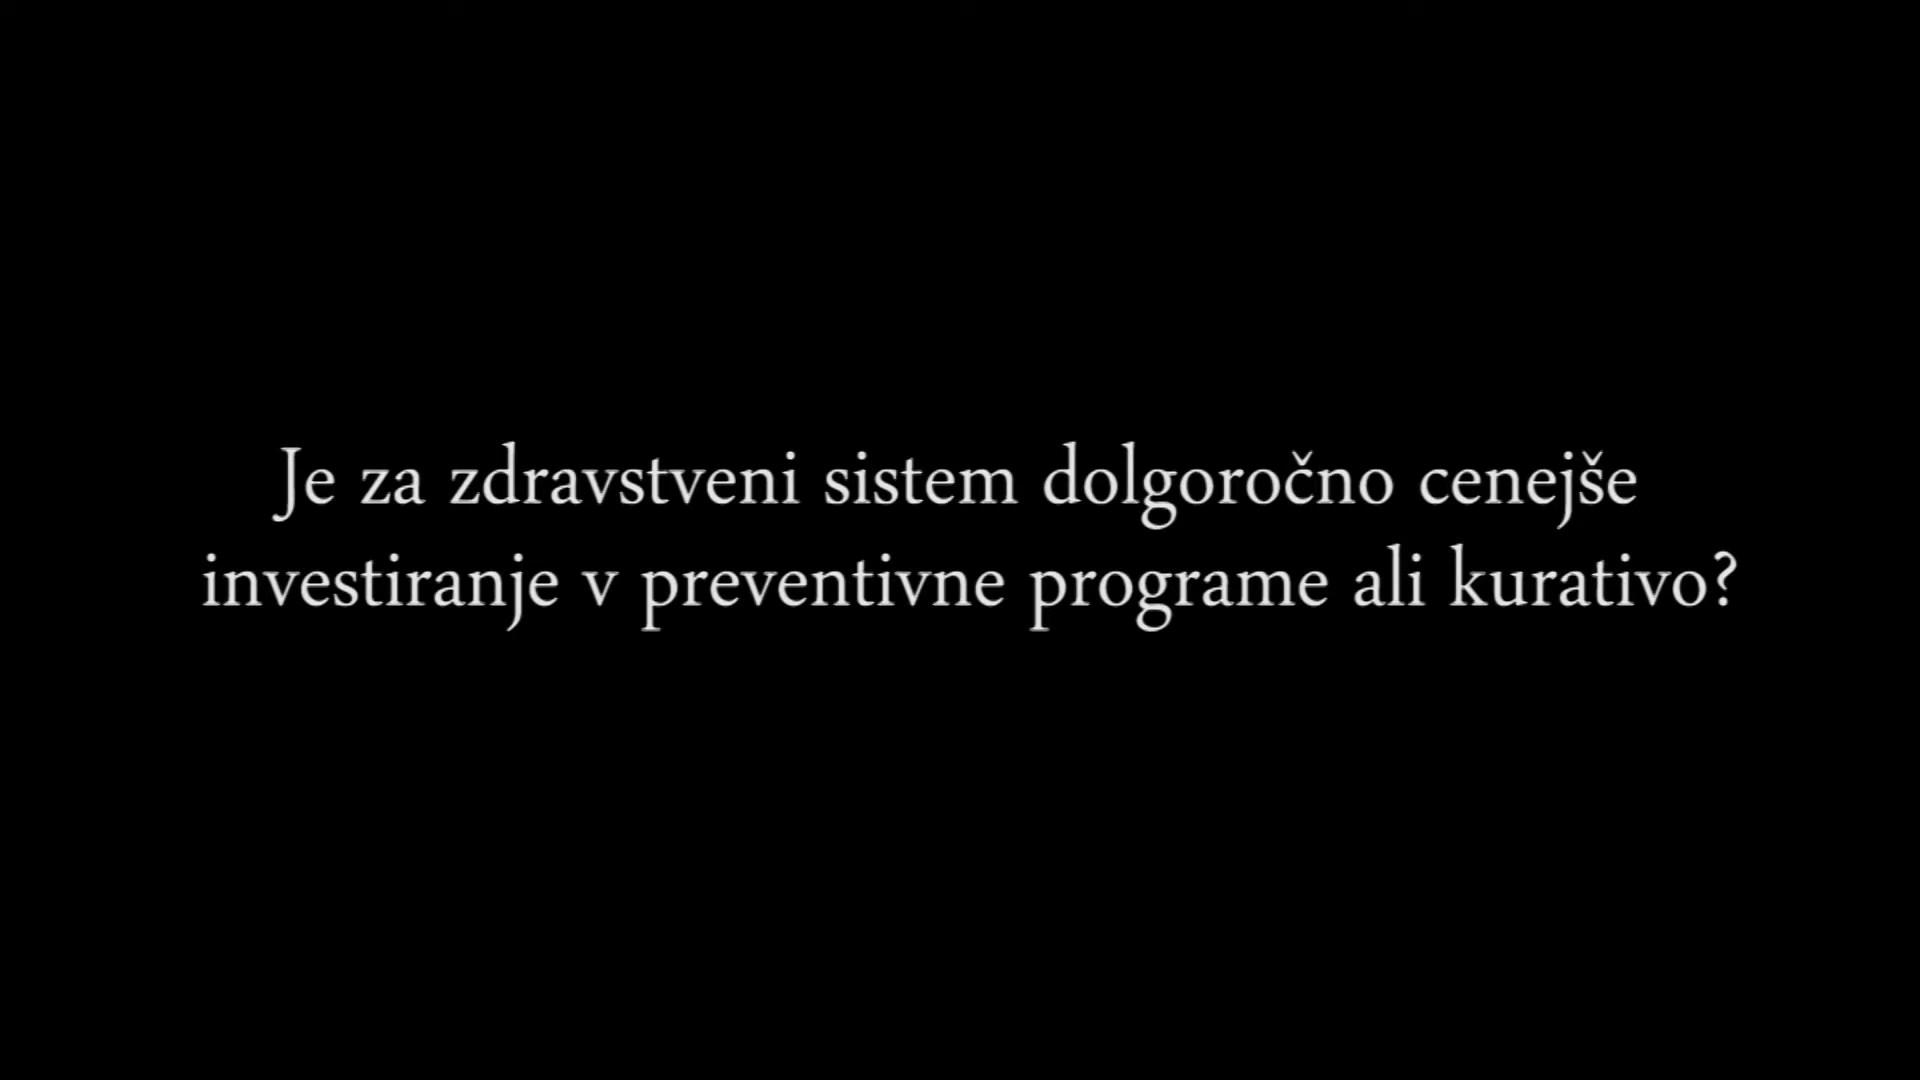 Je za zdravstveni sistem dolgoročno cenejše
investiranje v preventivne programe ali kurativo?